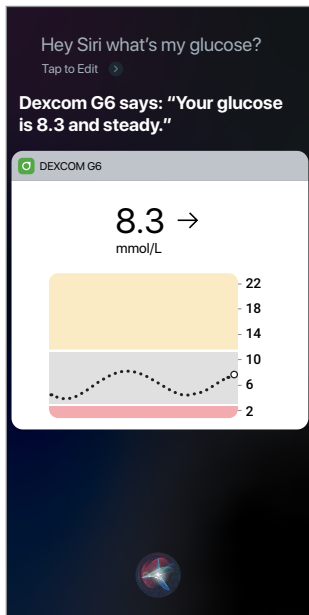 Hey Siri what’s my glucose?
Tap to Edit
Dexcom G6 says: “Your glucose
is 8.3 and steady.”
DEXCOM G6
8.3 →
mmol/L
22
18
14
10
6
2